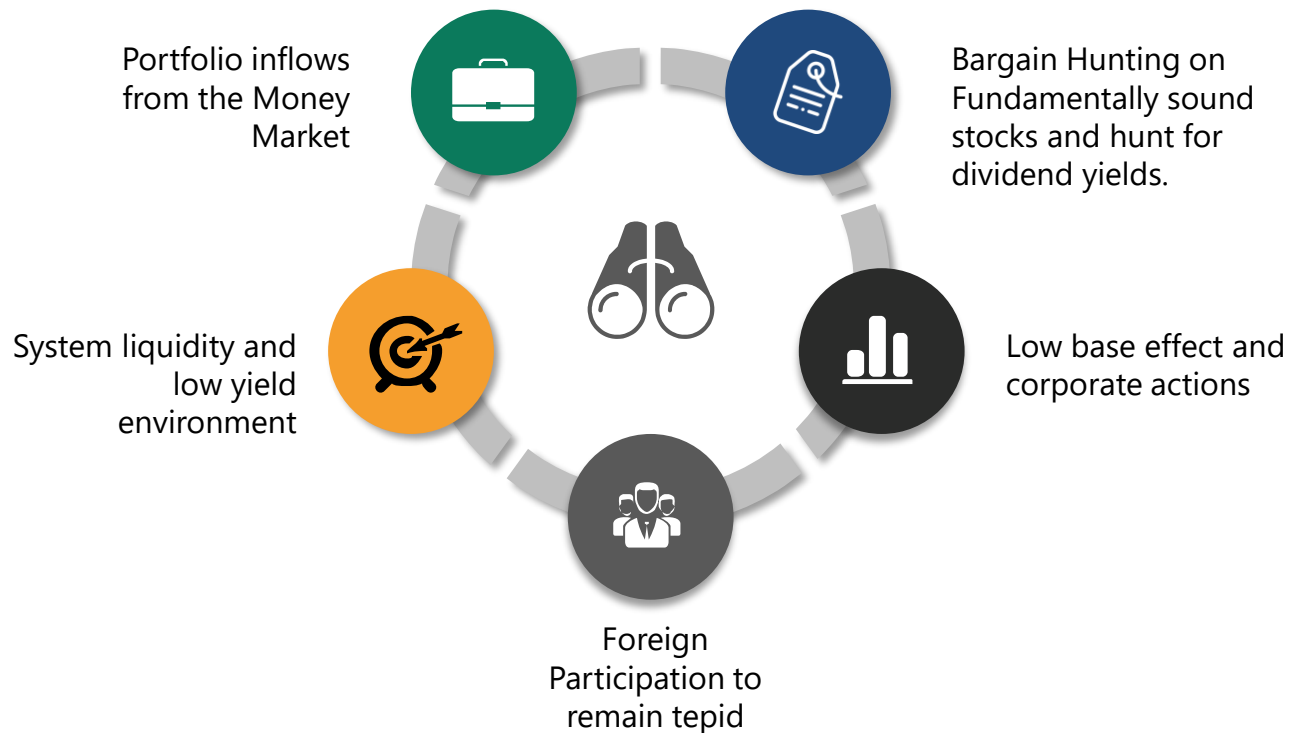 Portfolio inflows
from the Money
Market
Bargain Hunting on
Fundamentally sound
stocks and hunt for
dividend yields.
System liquidity and
low yield
environment
Low base effect and
corporate actions
Foreign
Participation to
remain tepid